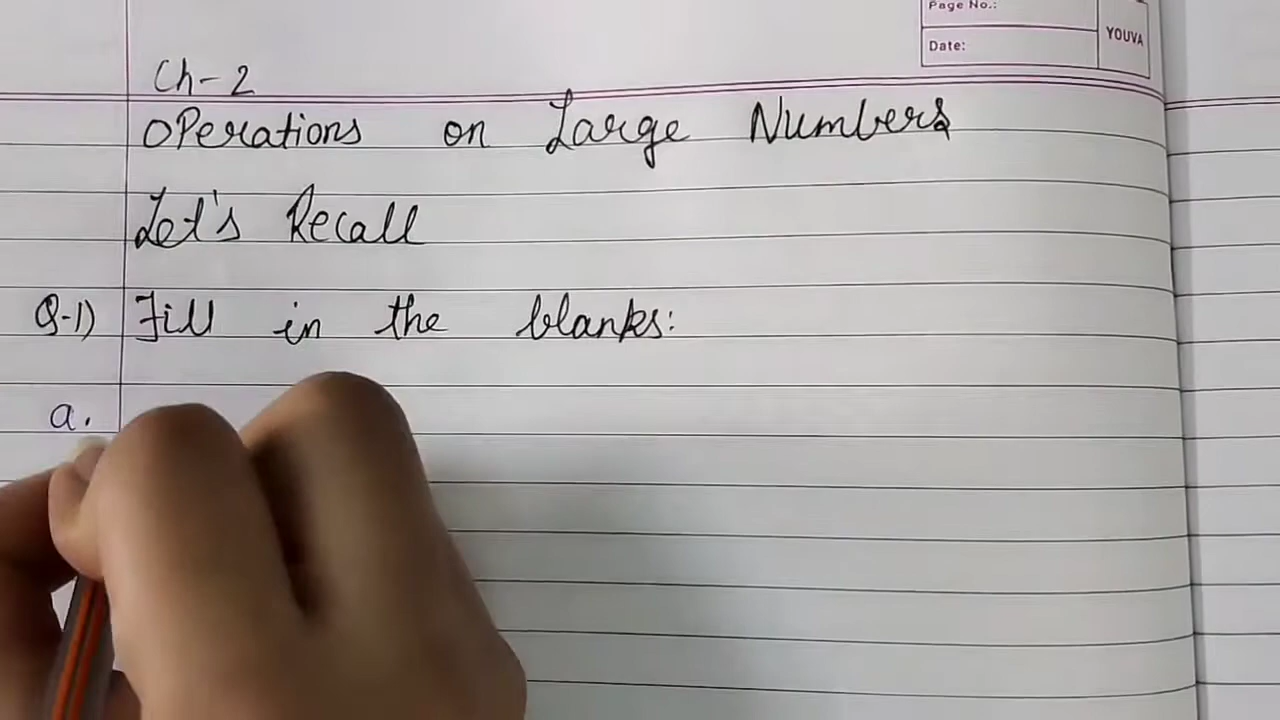 Page No.:
Date:
YOUVA
Ch-2
Operations on Large Numbers
Let's Recall
Q-1) Fill in the blanks:
a.